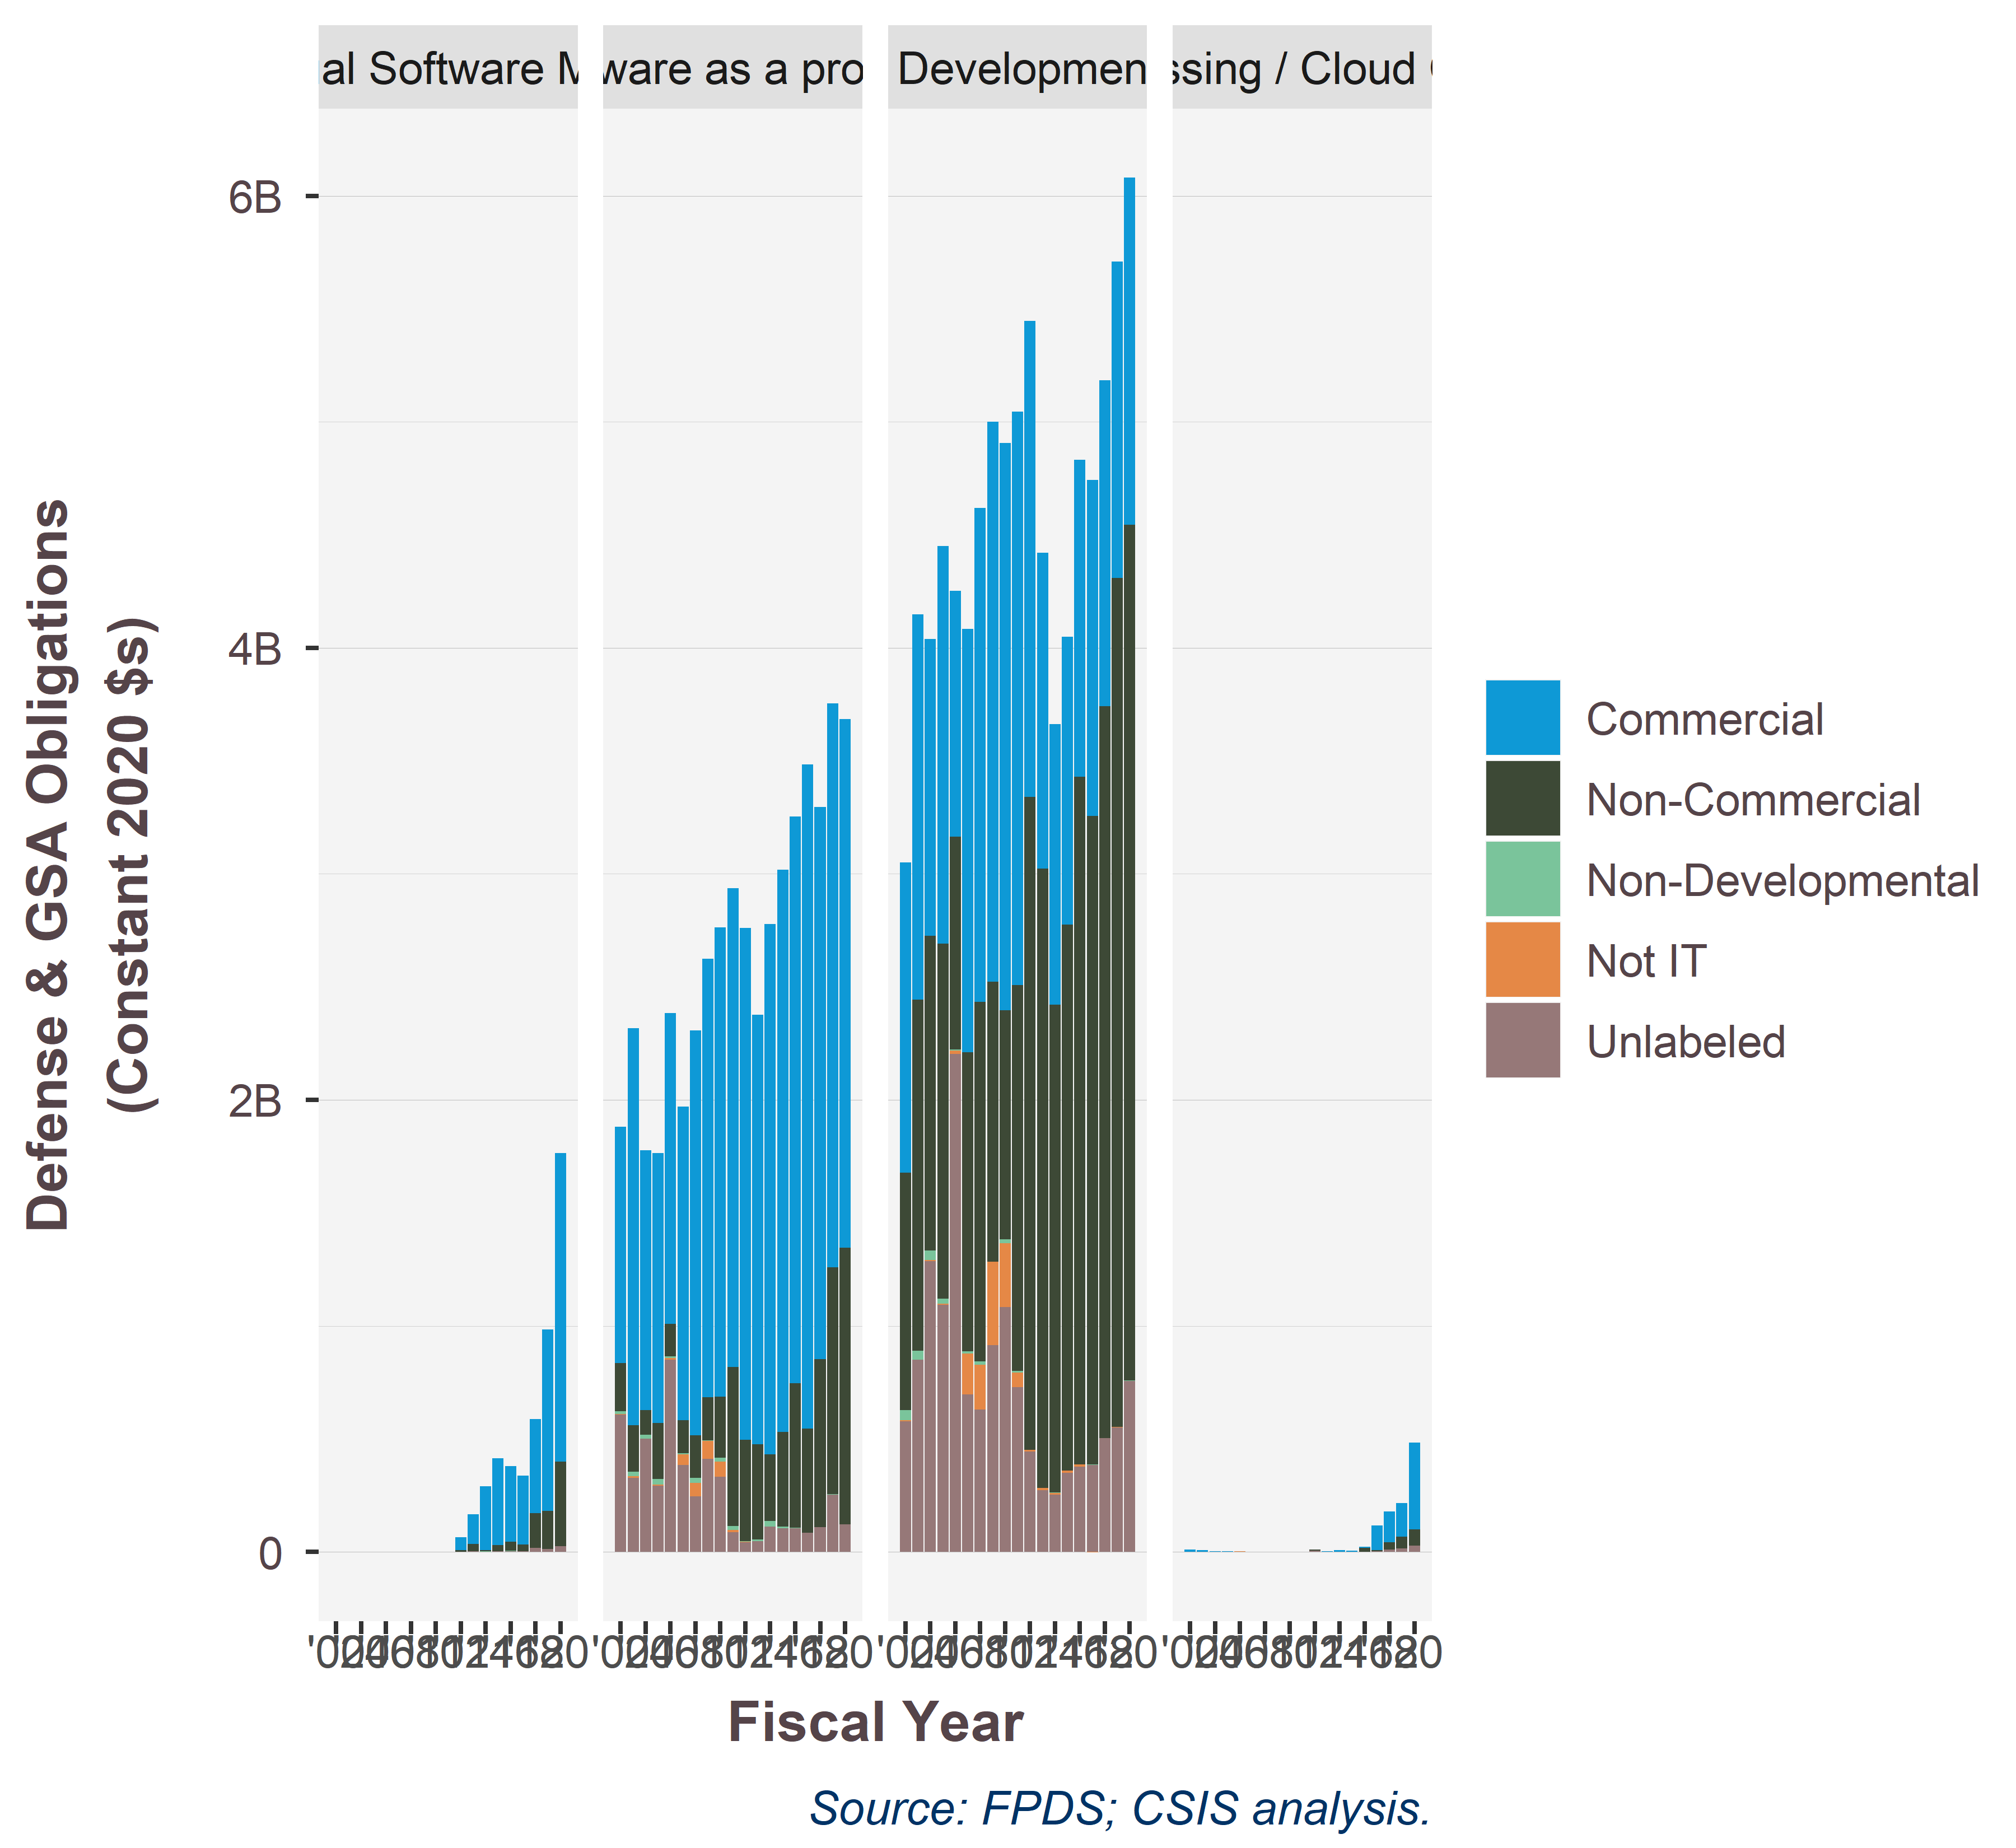 al Software M
ware as a pro
Developmen
ssing / Cloud
6B
4B
2B
0
Defense & GSA Obligations
(Constant 2020 $s)
Commercial
Non-Commercial
Non-Developmental
Not IT
Unlabeled
Fiscal Year
Source: FPDS; CSIS analysis.